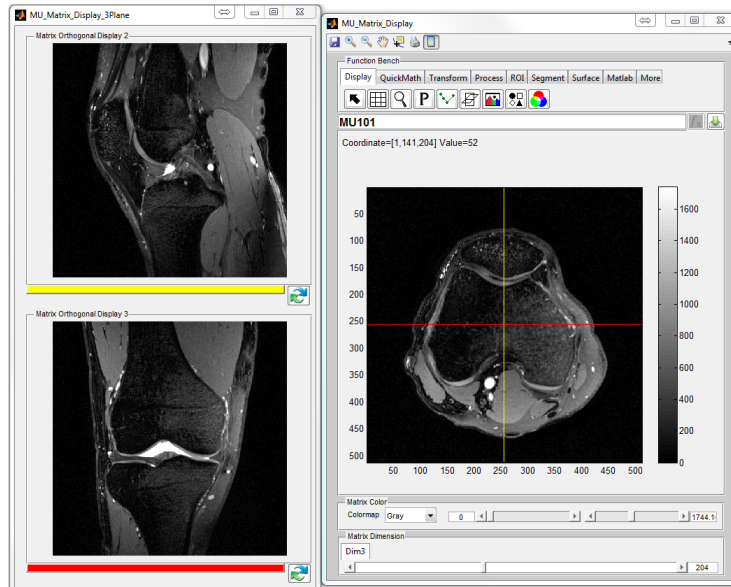 MU_Matrix_Display_3Plane
Matrix Orthogonal Display 2
Matrix Orthogonal Display 3
MU_Matrix_Display
Function Bench
Display QuickMath Transform Process ROI Segment Surface Matlab More
P
MU101
Coordinate=[1,141,204] Value=52
50
100
150
200
250
300
350
400
450
500
50 100 150 200 250 300 350 400 450 500
1600
1400
1200
1000
800
600
400
200
0
Matrix Color
Colormap Gray 0 1744.1
Matrix Dimension
Dim3
204